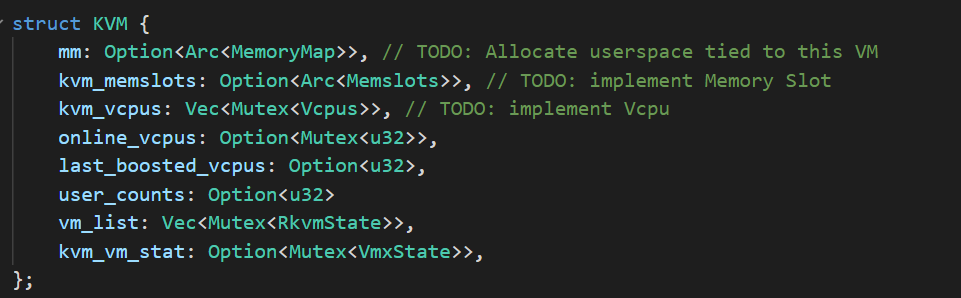 struct KVM {
    mm: Option<Arc<MemoryMap>>, // TODO: Allocate userspace tied to this VM
    kvm_memslots: Option<Arc<Memslots>>, // TODO: implement Memory Slot
    kvm_vcpus: Vec<Mutex<Vcpus>>, // TODO: implement Vcpu
    online_vcpus: Option<Mutex<u32>>,
    last_boosted_vcpus: Option<u32>,
    user_counts: Option<u32>
    vm_list: Vec<Mutex<RkvmState>>,
    kvm_vm_stat: Option<Mutex<VmxState>>,
};